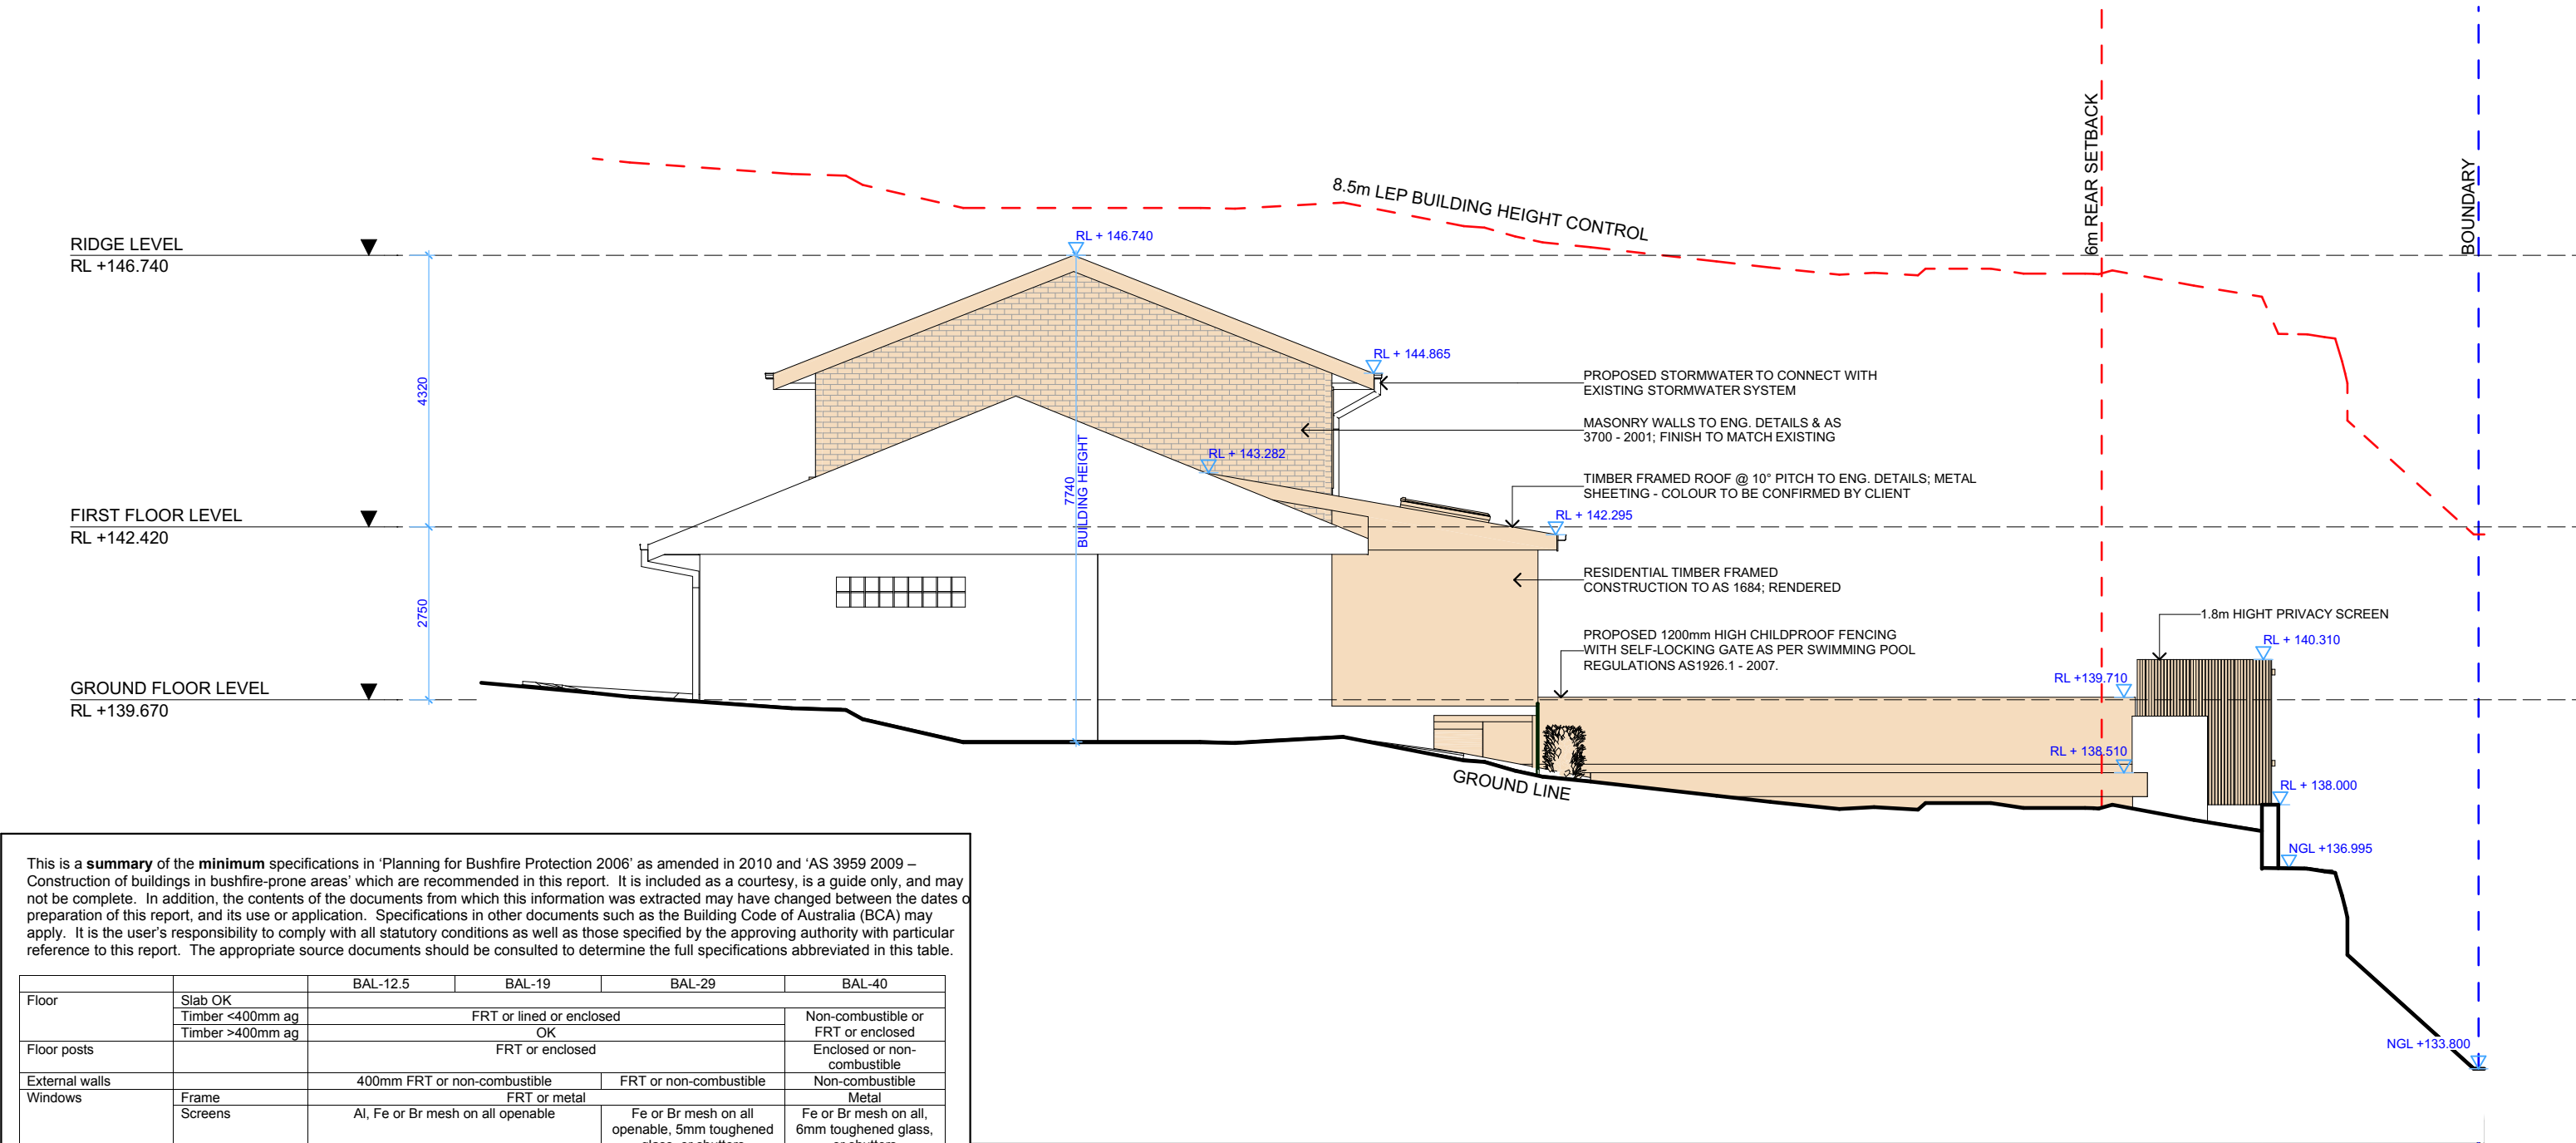 6m REAR SETBACK
BOUNDARY
8.5m LEP BUILDING HEIGHT CONTROL
RIDGE LEVEL
RL +146.740
RL + 146.740
4320
RL + 144.865
PROPOSED STORMWATER TO CONNECT WITH
EXISTING STORMWATER SYSTEM
MASONRY WALLS TO ENG. DETAILS & AS
3700 - 2001; FINISH TO MATCH EXISTING
RL + 143.282
7740
BUILDING HEIGHT
TIMBER FRAMED ROOF @ 10° PITCH TO ENG. DETAILS; METAL
SHEETING - COLOUR TO BE CONFIRMED BY CLIENT
FIRST FLOOR LEVEL
RL +142.420
RL + 142.295
2750
RESIDENTIAL TIMBER FRAMED
CONSTRUCTION TO AS 1684; RENDERED
1.8m HIGHT PRIVACY SCREEN
PROPOSED 1200mm HIGH CHILDPROOF FENCING
WITH SELF-LOCKING GATE AS PER SWIMMING POOL
REGULATIONS AS1926.1 - 2007.
RL + 140.310
GROUND FLOOR LEVEL
RL +139.670
RL +139.710
RL + 138.510
GROUND LINE
RL + 138.000
NGL +136.995
NGL +133.800
This is a summary of the minimum specifications in ‘Planning for Bushfire Protection 2006’ as amended in 2010 and ‘AS 3959 2009 –
Construction of buildings in bushfire-prone areas’ which are recommended in this report. It is included as a courtesy, is a guide only, and may
not be complete. In addition, the contents of the documents from which this information was extracted may have changed between the dates o
preparation of this report, and its use or application. Specifications in other documents such as the Building Code of Australia (BCA) may
apply. It is the user’s responsibility to comply with all statutory conditions as well as those specified by the approving authority with particular
reference to this report. The appropriate source documents should be consulted to determine the full specifications abbreviated in this table.
BAL-12.5 BAL-19 BAL-29 BAL-40
Floor Slab OK
Timber <400mm ag FRT or lined or enclosed Non-combustible or
Timber >400mm ag OK FRT or enclosed
Floor posts FRT or enclosed Enclosed or non-
combustible
External walls 400mm FRT or non-combustible FRT or non-combustible Non-combustible
Windows Frame FRT or metal Metal
Screens Al, Fe or Br mesh on all openable Fe or Br mesh on all Fe or Br mesh on all,
openable, 5mm toughened 6mm toughened glass,